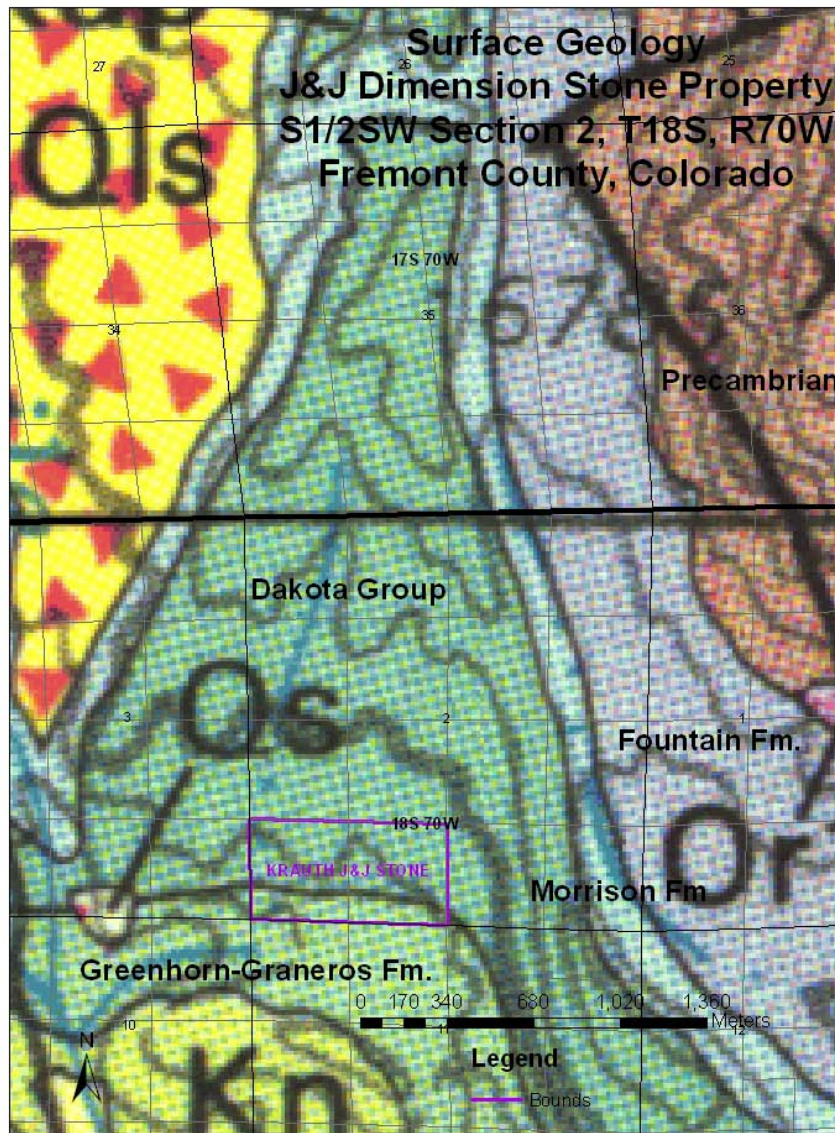 Surface Geology
J&J Dimension Stone Property
S1/2SW Section 2, T18S, R70W
Fremont County, Colorado
27
26
25
Qls
17S 70W
34
35
36
Precambrian
Dakota Group
Qs
3
2
1
Fountain Fm.
18S 70W
KRAUTH J&J STONE
Or
Morrison Fm
Greenhorn-Graneros Fm.
0 170 340 680 1,020 1,360
Meters
10
11
12
N
Kn
Legend
Bounds